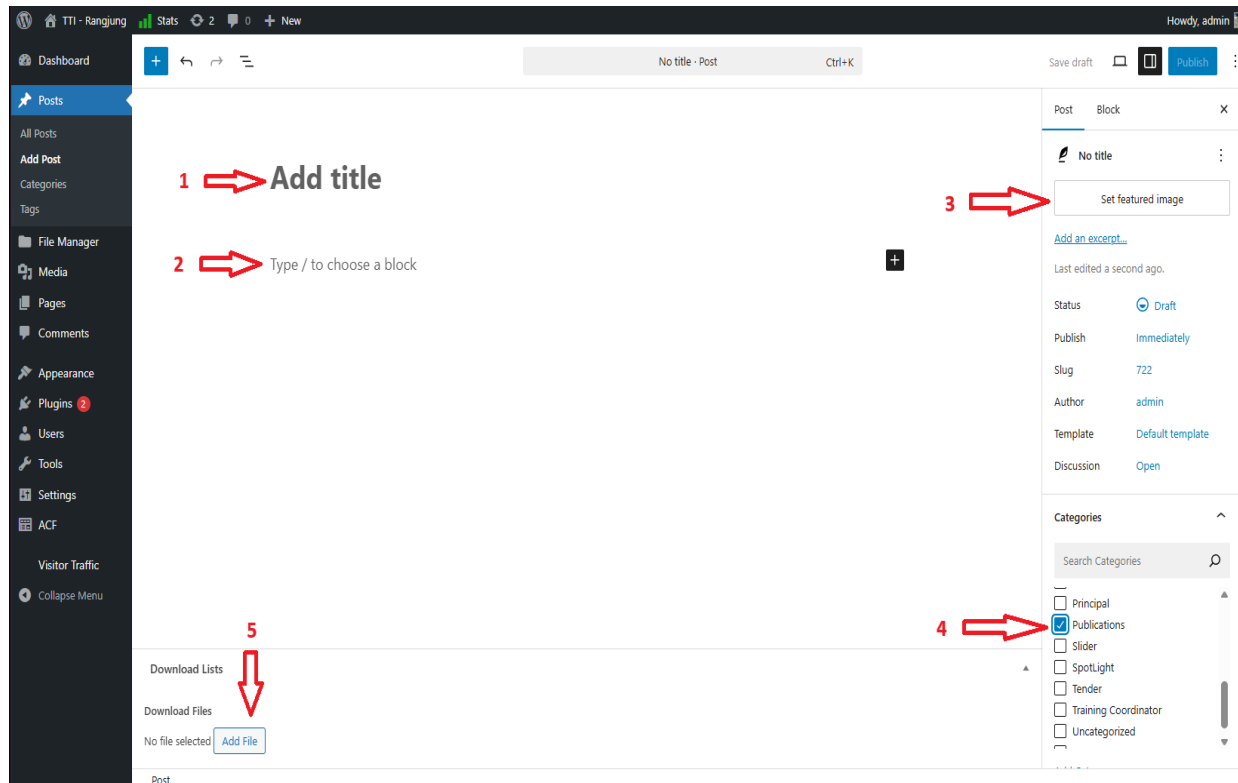 TTI - Rangjung Stats 2 0 + New Howdy, admin
Dashboard
Posts
All Posts
Add Post
Categories
Tags
File Manager
Media
Pages
Comments
Appearance
Plugins 2
Users
Tools
Settings
ACF
Visitor Traffic
Collapse Menu
No title · Post Ctrl+K
Save draft Publish
1 Add title
2 Type / to choose a block
5
Download Lists
Download Files
No file selected Add File
Post
Post Block
No title
3 Set featured image
Add an excerpt...
Last edited a second ago.
Status Draft
Publish Immediately
Slug 722
Author admin
Template Default template
Discussion Open
Categories
Search Categories
Principal
4 Publications
Slider
SpotLight
Tender
Training Coordinator
Uncategorized